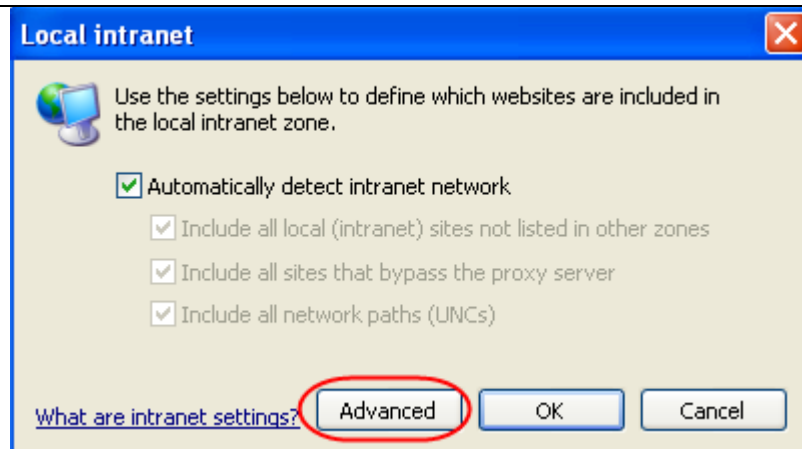 Local intranet
Use the settings below to define which websites are included in
the local intranet zone.
Automatically detect intranet network
Include all local (intranet) sites not listed in other zones
Include all sites that bypass the proxy server
Include all network paths (UNCs)
What are intranet settings? Advanced OK Cancel